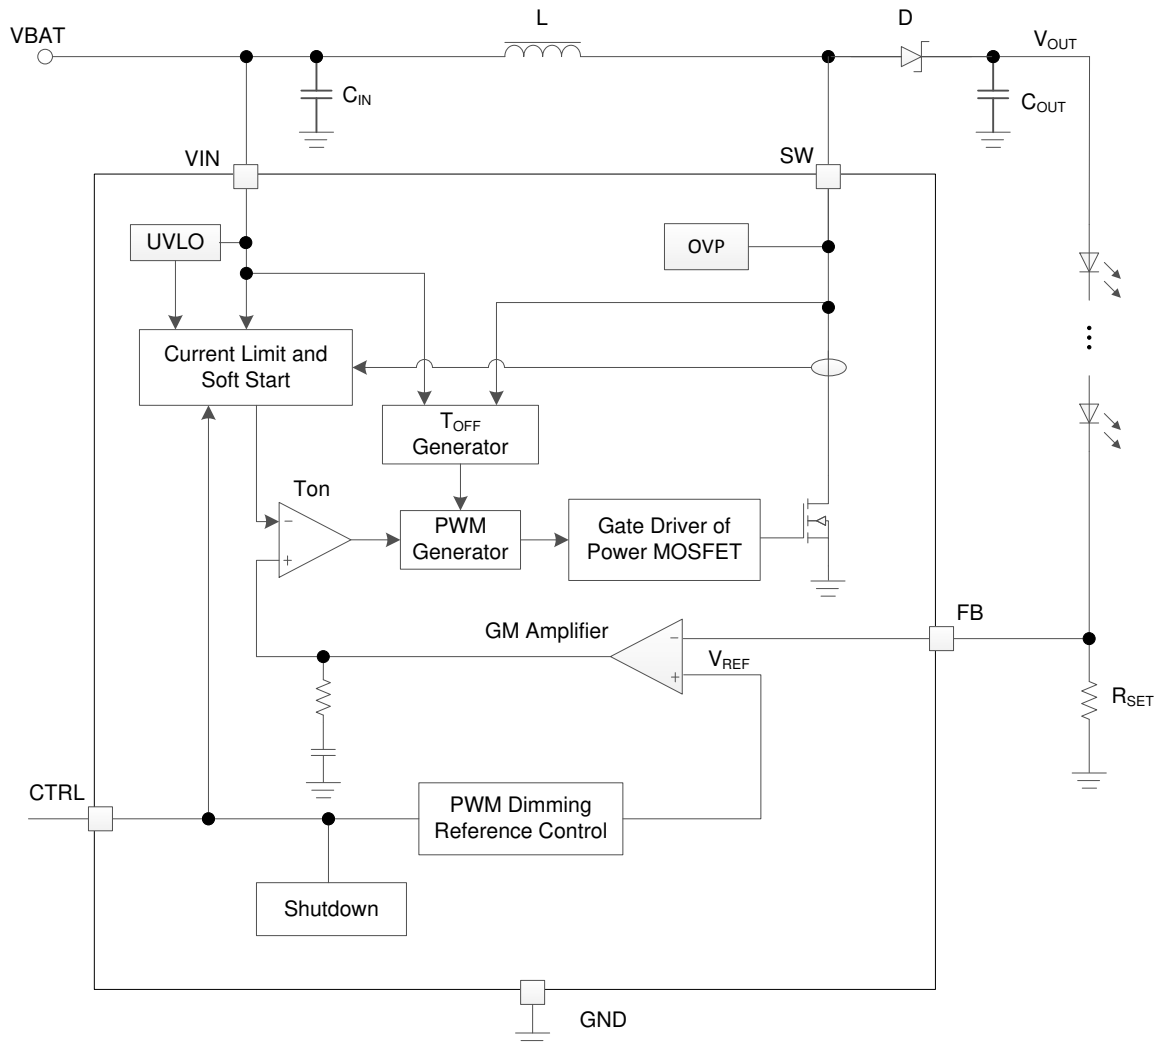 L
D
VBAT
VOUT
CIN
COUT
VIN
SW
UVLO
OVP
Current Limit and
Soft Start
TOFF
Generator
Ton
−
+
PWM
Generator
Gate Driver of
Power MOSFET
FB
GM Amplifier
−
VREF
+
RSET
CTRL
PWM Dimming
Reference Control
Shutdown
GND